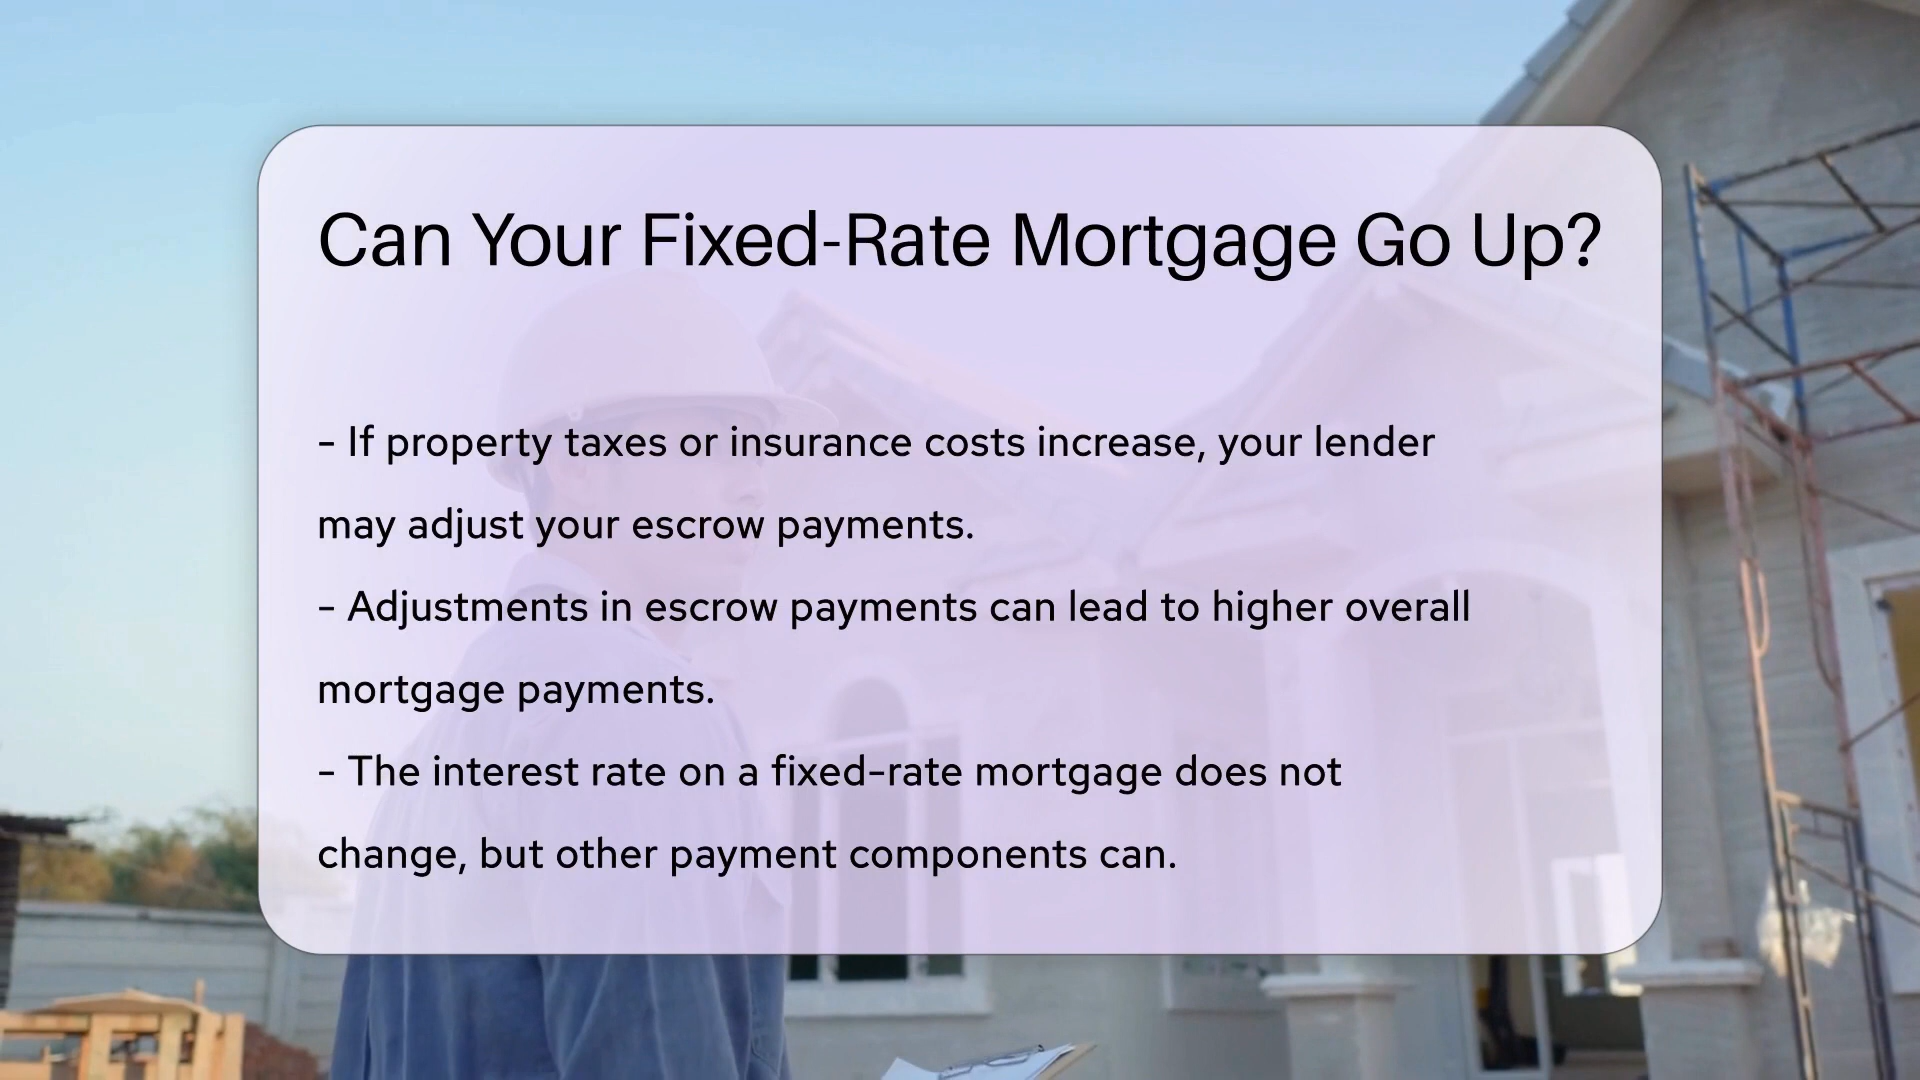 Can Your Fixed-Rate Mortgage Go Up?
- If property taxes or insurance costs increase, your lender
may adjust your escrow payments.
- Adjustments in escrow payments can lead to higher overall
mortgage payments.
- The interest rate on a fixed-rate mortgage does not
change, but other payment components can.